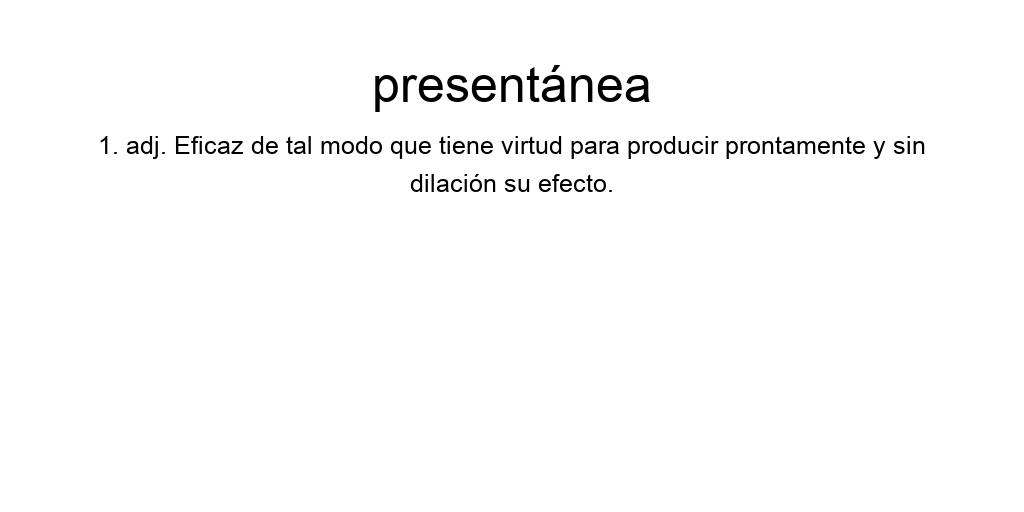 presentánea
1. adj. Eficaz de tal modo que tiene virtud para producir prontamente y sin
dilación su efecto.